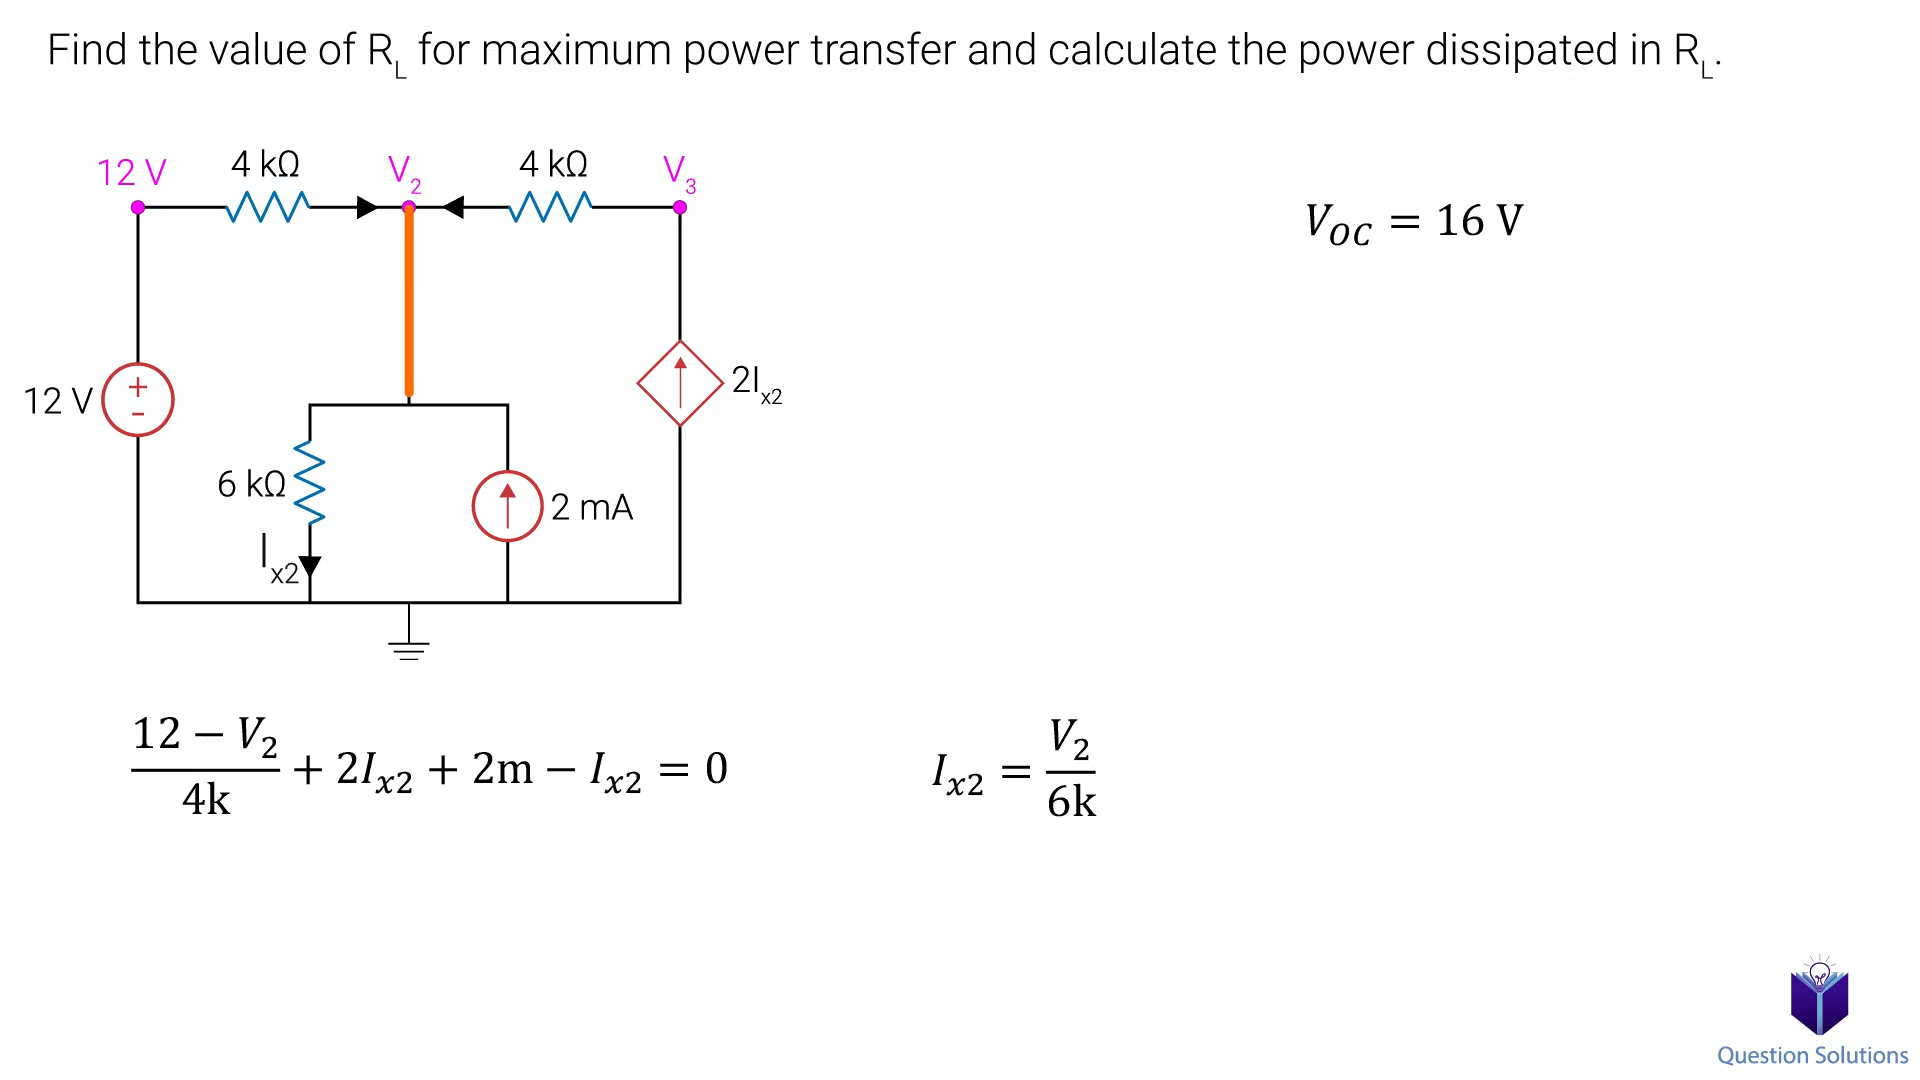 Find the value of R_L for maximum power transfer and calculate the power dissipated in R_L.
12 V 4 kΩ V_2 4 kΩ V_3
V_OC = 16 V
12 V + - 2I_x2
6 kΩ 2 mA
I_x2
(12 − V_2)/4k + 2I_x2 + 2m − I_x2 = 0
I_x2 = V_2/6k
Question Solutions